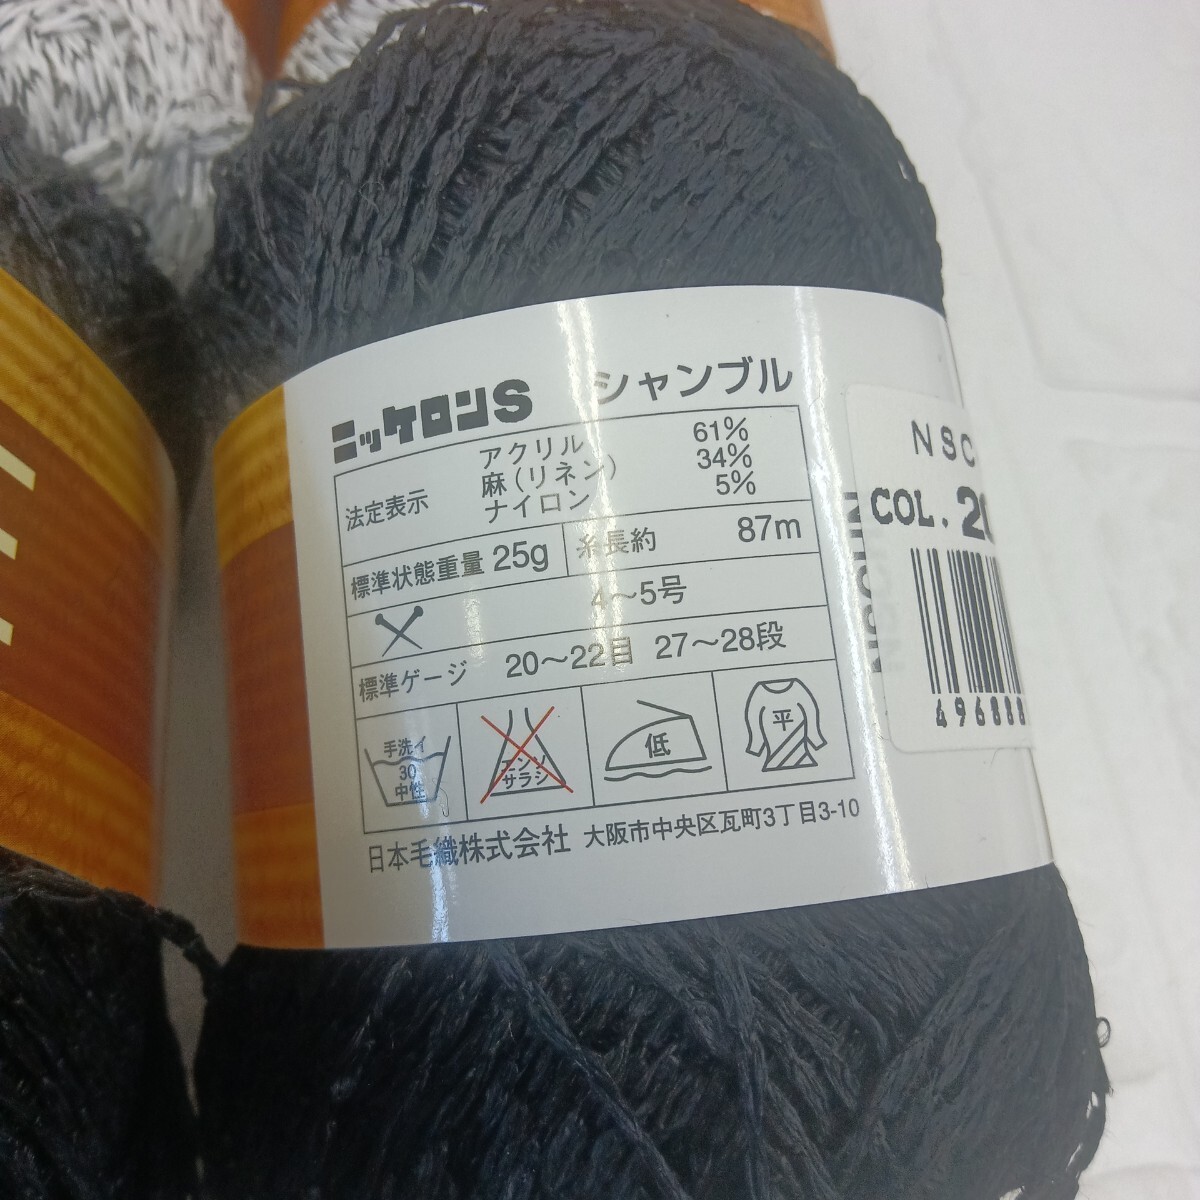 ニッケロンS シャンブル
法定表示
アクリル 61%
麻(リネン) 34%
ナイロン 5%
標準状態重量 25g 糸長約 87m
4〜5号
標準ゲージ 20〜22目 27〜28段
手洗イ
30
中性
エンソ
サラシ
低
平
日本毛織株式会社 大阪市中央区瓦町3丁目3-10
NSC
COL. 20
496888